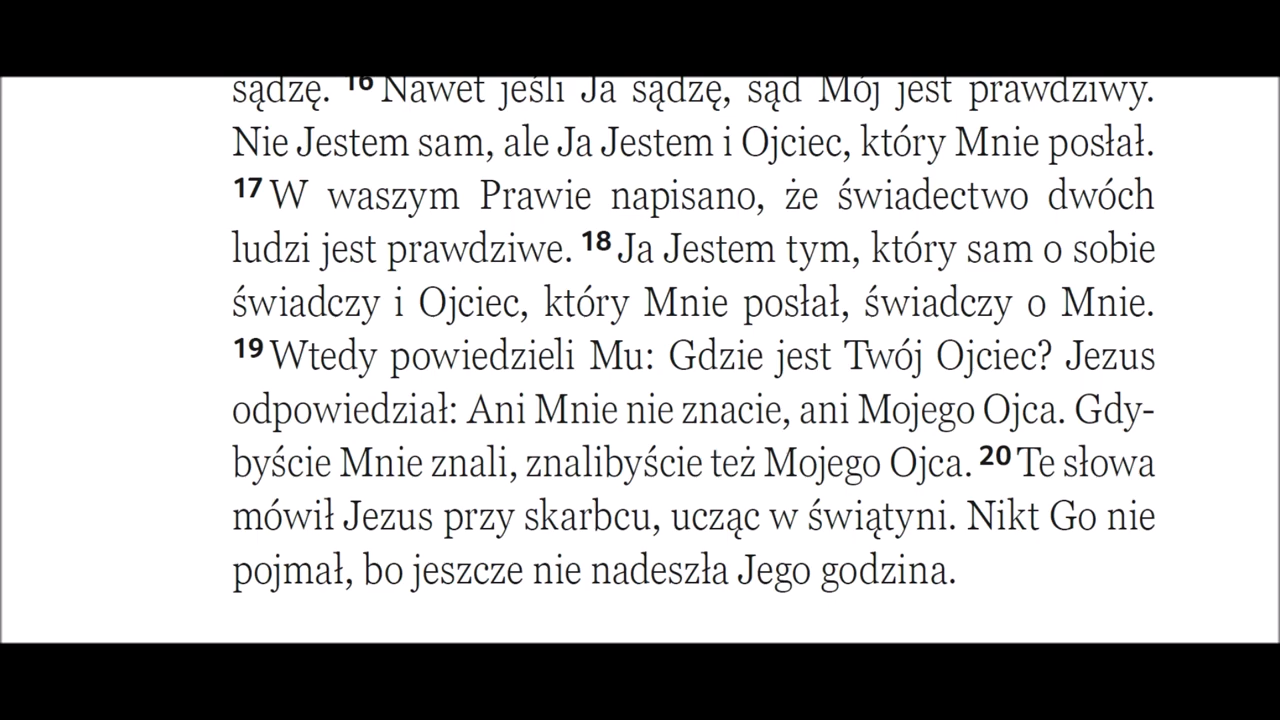 sądzę. 16 Nawet jeśli Ja sądzę, sąd Mój jest prawdziwy.
Nie Jestem sam, ale Ja Jestem i Ojciec, który Mnie posłał.
17 W waszym Prawie napisano, że świadectwo dwóch
ludzi jest prawdziwe. 18 Ja Jestem tym, który sam o sobie
świadczy i Ojciec, który Mnie posłał, świadczy o Mnie.
19 Wtedy powiedzieli Mu: Gdzie jest Twój Ojciec? Jezus
odpowiedział: Ani Mnie nie znacie, ani Mojego Ojca. Gdy-
byście Mnie znali, znalibyście też Mojego Ojca. 20 Te słowa
mówił Jezus przy skarbcu, ucząc w świątyni. Nikt Go nie
pojmał, bo jeszcze nie nadeszła Jego godzina.